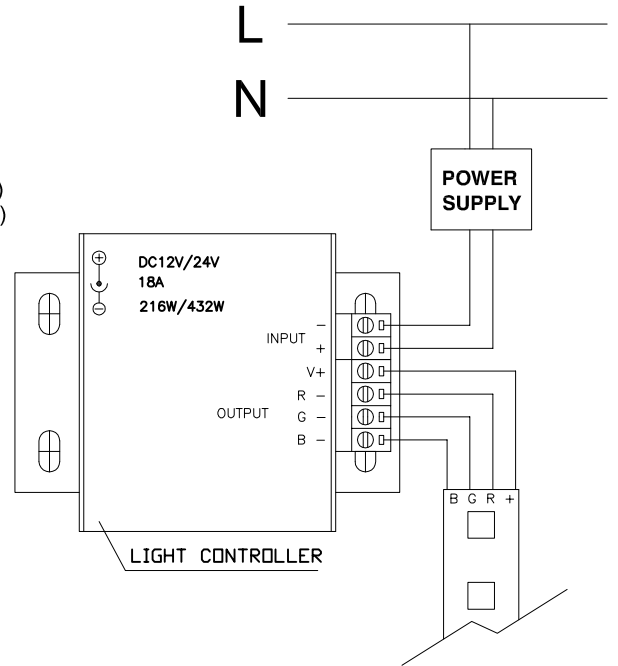 L
N
)
)
POWER
SUPPLY
DC12V/24V
18A
216W/432W
INPUT −
+
V+
R −
OUTPUT G −
B −
B G R +
LIGHT CONTROLLER